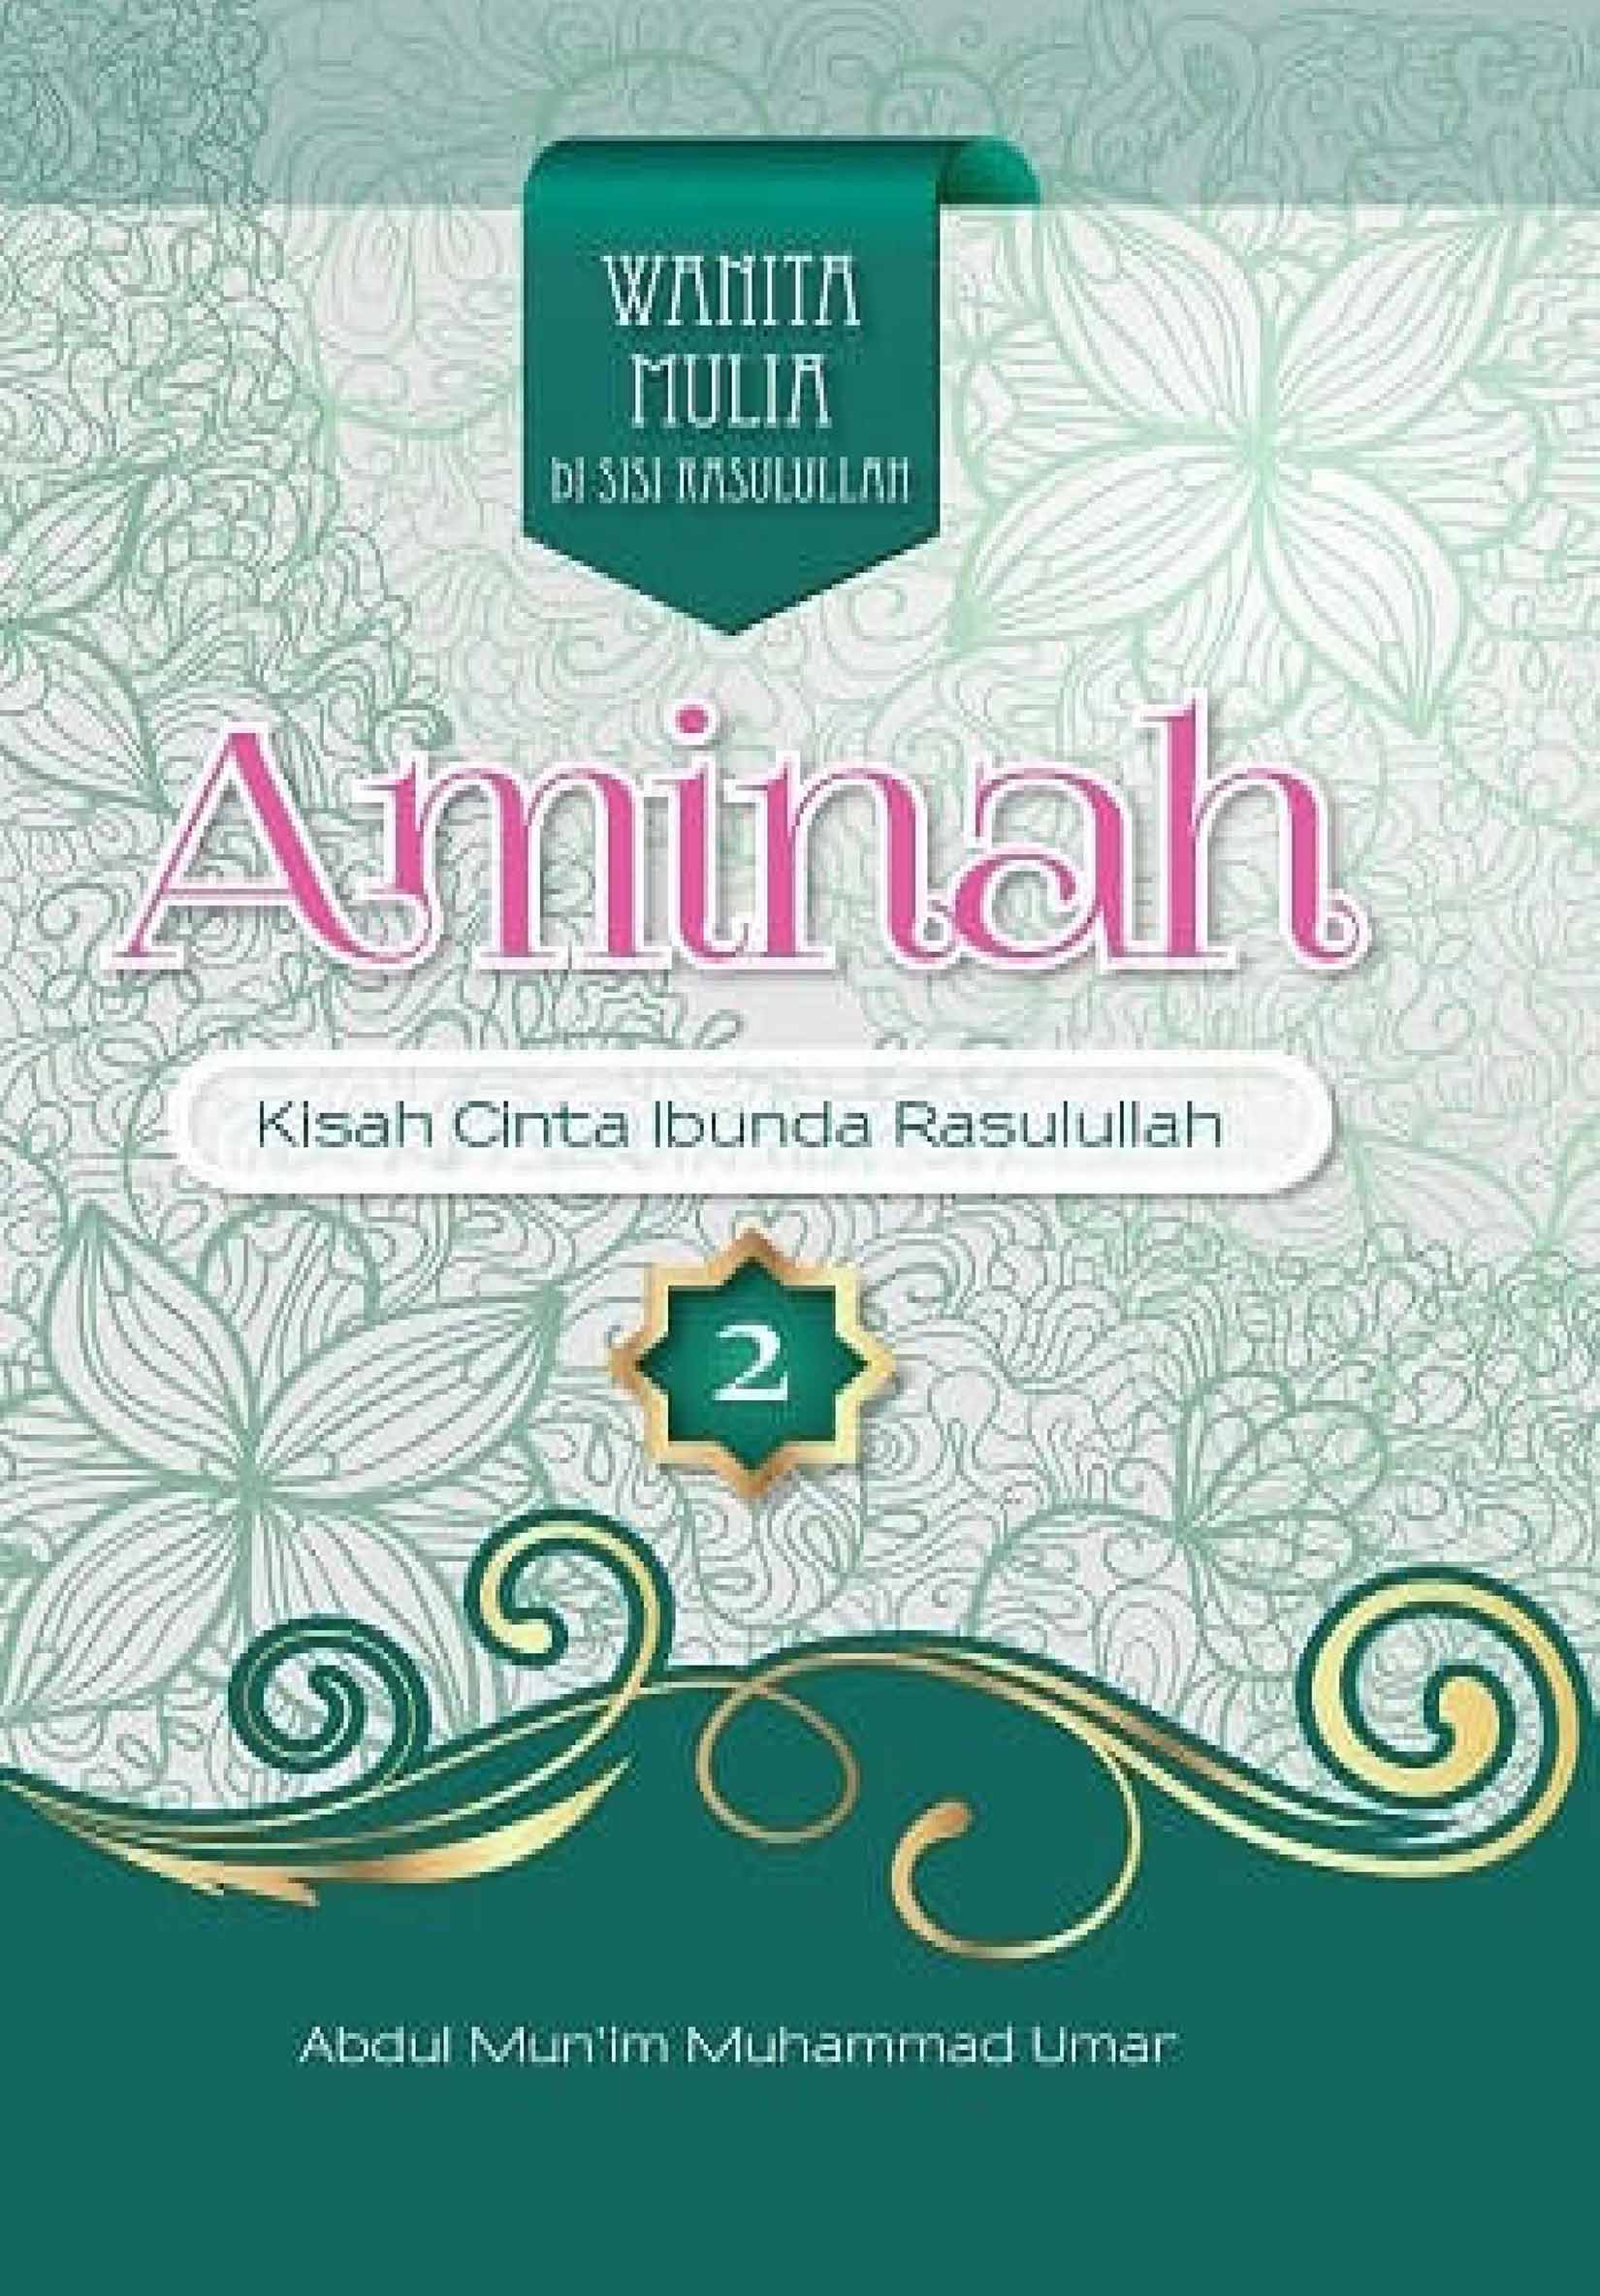 WANITA
MULIA
DI SISI RASULULLAH
Aminah
Kisah Cinta Ibunda Rasulullah
2
Abdul Mun'im Muhammad Umar